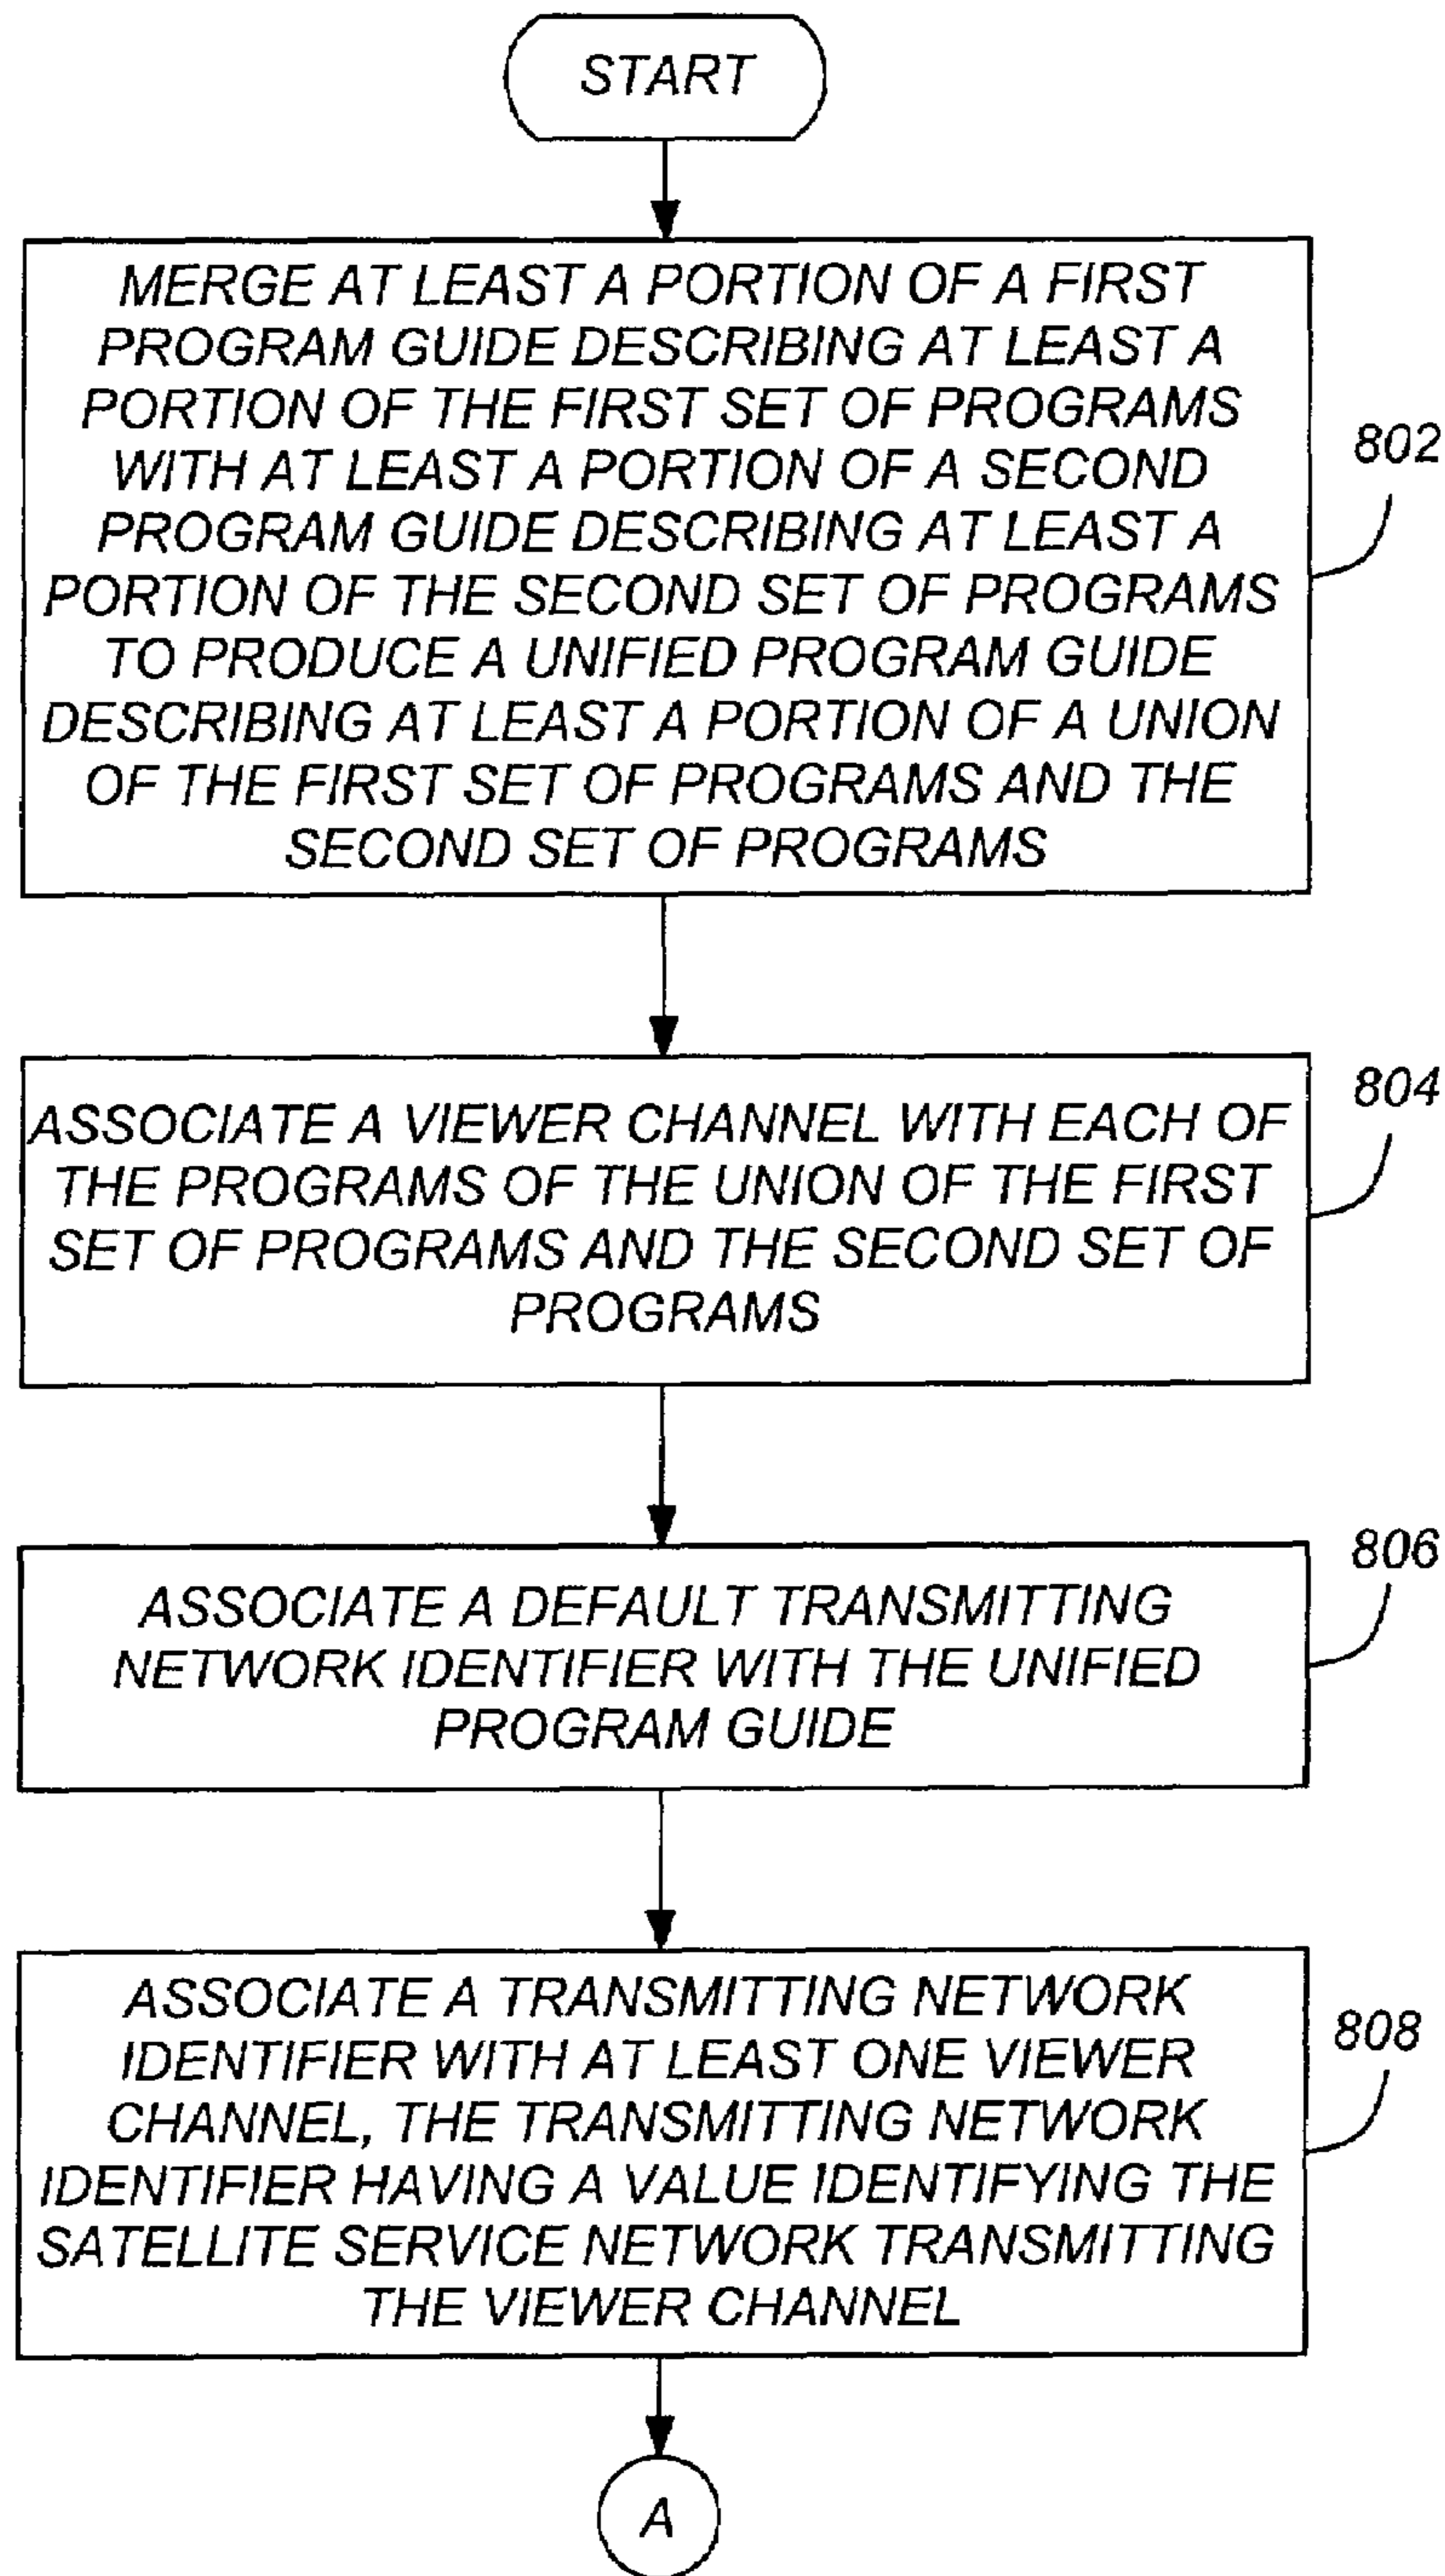 START
MERGE AT LEAST A PORTION OF A FIRST
PROGRAM GUIDE DESCRIBING AT LEAST A
PORTION OF THE FIRST SET OF PROGRAMS
WITH AT LEAST A PORTION OF A SECOND
PROGRAM GUIDE DESCRIBING AT LEAST A
PORTION OF THE SECOND SET OF PROGRAMS
TO PRODUCE A UNIFIED PROGRAM GUIDE
DESCRIBING AT LEAST A PORTION OF A UNION
OF THE FIRST SET OF PROGRAMS AND THE
SECOND SET OF PROGRAMS
802
ASSOCIATE A VIEWER CHANNEL WITH EACH OF
THE PROGRAMS OF THE UNION OF THE FIRST
SET OF PROGRAMS AND THE SECOND SET OF
PROGRAMS
804
ASSOCIATE A DEFAULT TRANSMITTING
NETWORK IDENTIFIER WITH THE UNIFIED
PROGRAM GUIDE
806
ASSOCIATE A TRANSMITTING NETWORK
IDENTIFIER WITH AT LEAST ONE VIEWER
CHANNEL, THE TRANSMITTING NETWORK
IDENTIFIER HAVING A VALUE IDENTIFYING THE
SATELLITE SERVICE NETWORK TRANSMITTING
THE VIEWER CHANNEL
808
A